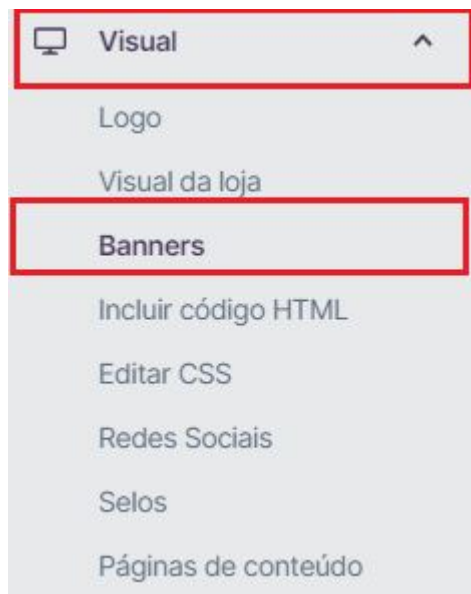 Visual
Logo
Visual da loja
Banners
Incluir código HTML
Editar CSS
Redes Sociais
Selos
Páginas de conteúdo